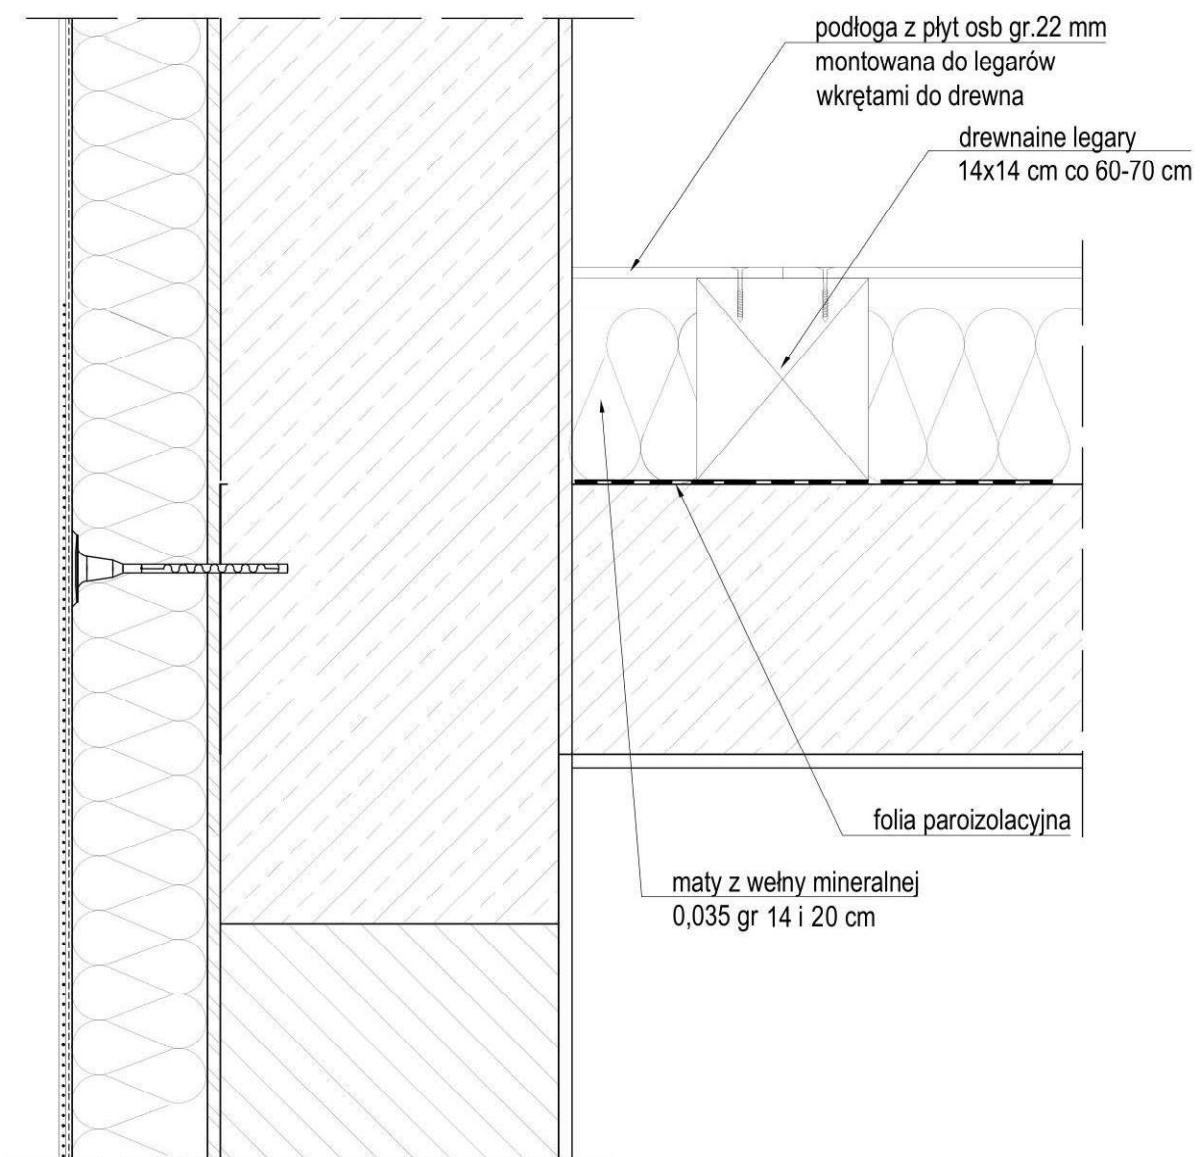 podłoga z płyt osb gr.22 mm
montowana do legarów
wkrętami do drewna
drewnaine legary
14x14 cm co 60-70 cm
folia paroizolacyjna
maty z wełny mineralnej
0,035 gr 14 i 20 cm